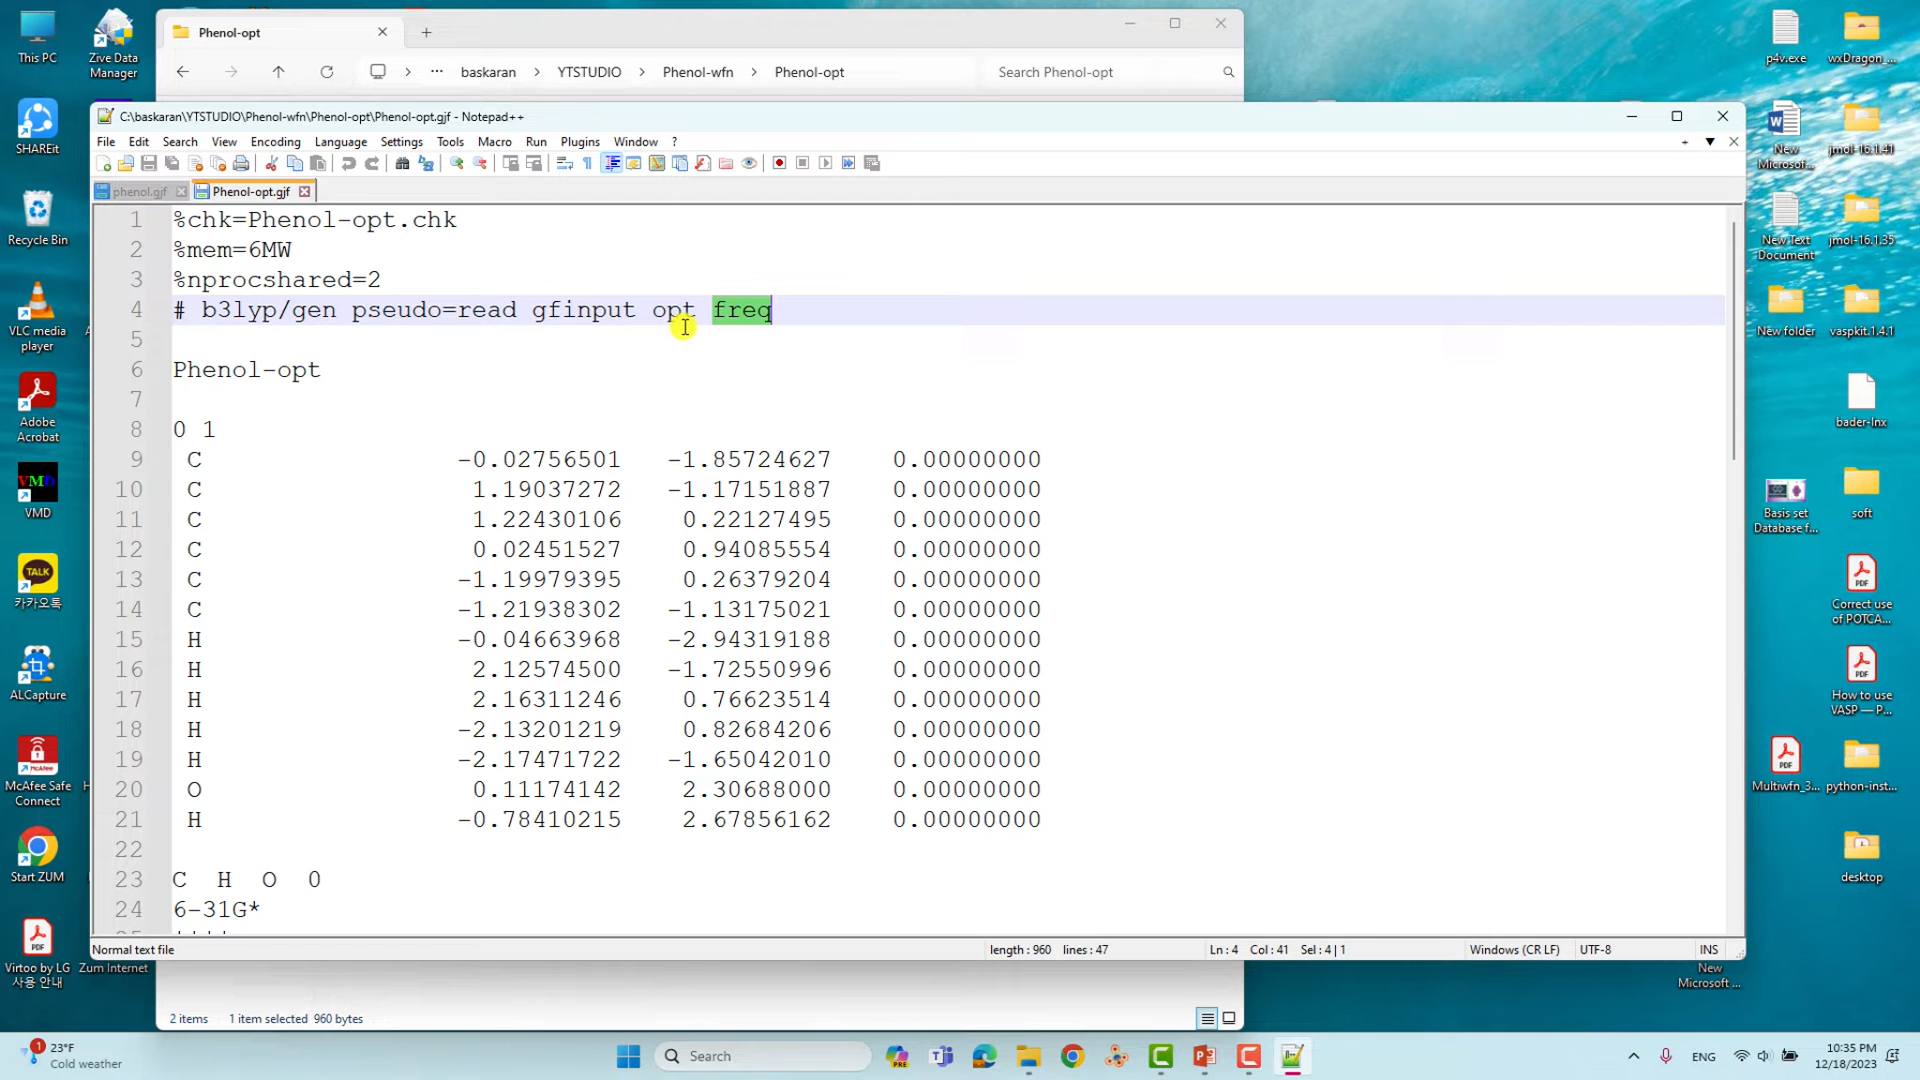 This PC
Zive Data
Manager
SHAREit
Recycle Bin
VLC media
player
Adobe
Acrobat
VMD
VMD
TALK
카카오톡
ALCapture
McAfee Safe
Connect
Start ZUM
Virtoo by LG
사용 안내
Zum Internet
Phenol-opt
baskaran
YTSTUDIO
Phenol-wfn
Phenol-opt
Search Phenol-opt
C:\baskaran\YTSTUDIO\Phenol-wfn\Phenol-opt\Phenol-opt.gjf - Notepad++
File Edit Search View Encoding Language Settings Tools Macro Run Plugins Window ?
phenol.gjf
Phenol-opt.gjf
1 %chk=Phenol-opt.chk
2 %mem=6MW
3 %nprocshared=2
4 # b3lyp/gen pseudo=read gfinput opt freq
5
6 Phenol-opt
7
8 0 1
9 C -0.02756501 -1.85724627 0.00000000
10 C 1.19037272 -1.17151887 0.00000000
11 C 1.22430106 0.22127495 0.00000000
12 C 0.02451527 0.94085554 0.00000000
13 C -1.19979395 0.26379204 0.00000000
14 C -1.21938302 -1.13175021 0.00000000
15 H -0.04663968 -2.94319188 0.00000000
16 H 2.12574500 -1.72550996 0.00000000
17 H 2.16311246 0.76623514 0.00000000
18 H -2.13201219 0.82684206 0.00000000
19 H -2.17471722 -1.65042010 0.00000000
20 O 0.11174142 2.30688000 0.00000000
21 H -0.78410215 2.67856162 0.00000000
22
23 C H O 0
24 6-31G*
Normal text file
length : 960 lines : 47
Ln : 4 Col : 41 Sel : 4 | 1
Windows (CR LF)
UTF-8
INS
2 items
1 item selected 960 bytes
p4v.exe
wxDragon_...
New
Microsof...
jmol-16.1.41
New Text
Document
jmol-16.1.35
New folder
vaspkit.1.4.1
bader-lnx
Basis set
Database f...
soft
Correct use
of POTCA...
How to use
VASP — P...
Multiwfn_3...
python-inst...
desktop
New
Microsoft ...
1
23°F
Cold weather
Search
PRE
ENG
10:35 PM
12/18/2023